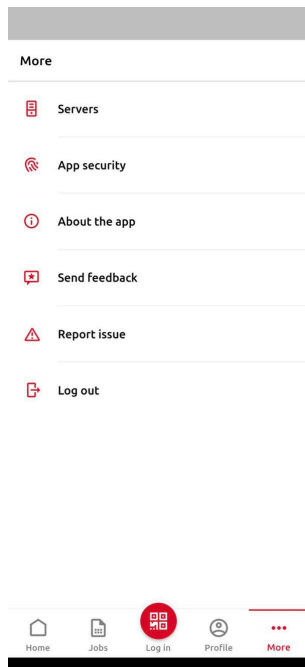 More
Servers
App security
About the app
Send feedback
Report issue
Log out
Home
Jobs
Log in
Profile
More